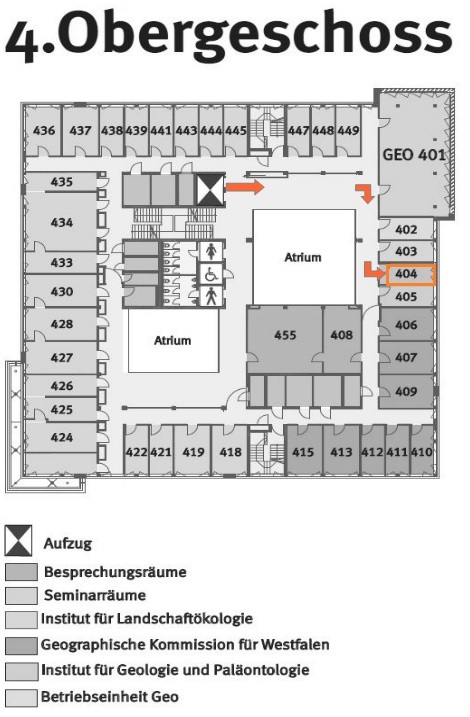 4.Obergeschoss
436 437 438 439 441 443 444 445 447 448 449
GEO 401
435
434
433
430
428
427
426
425
424
402
403
404
405
406
407
409
Atrium
455 408
Atrium
422 421 419 418 415 413 412 411 410
Aufzug
Besprechungsräume
Seminarräume
Institut für Landschaftökologie
Geographische Kommission für Westfalen
Institut für Geologie und Paläontologie
Betriebseinheit Geo